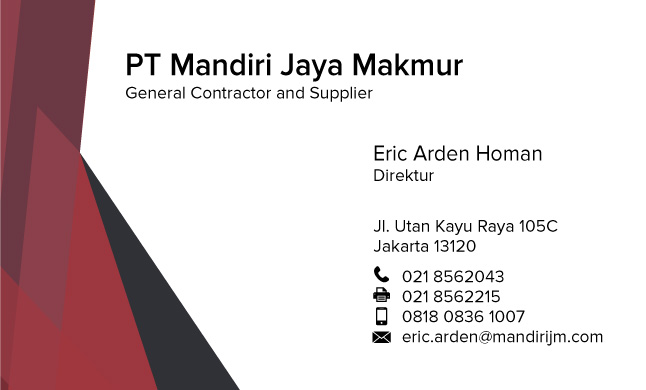 PT Mandiri Jaya Makmur
General Contractor and Supplier
Eric Arden Homan
Direktur
Jl. Utan Kayu Raya 105C
Jakarta 13120
021 8562043
021 8562215
0818 0836 1007
eric.arden@mandirijm.com